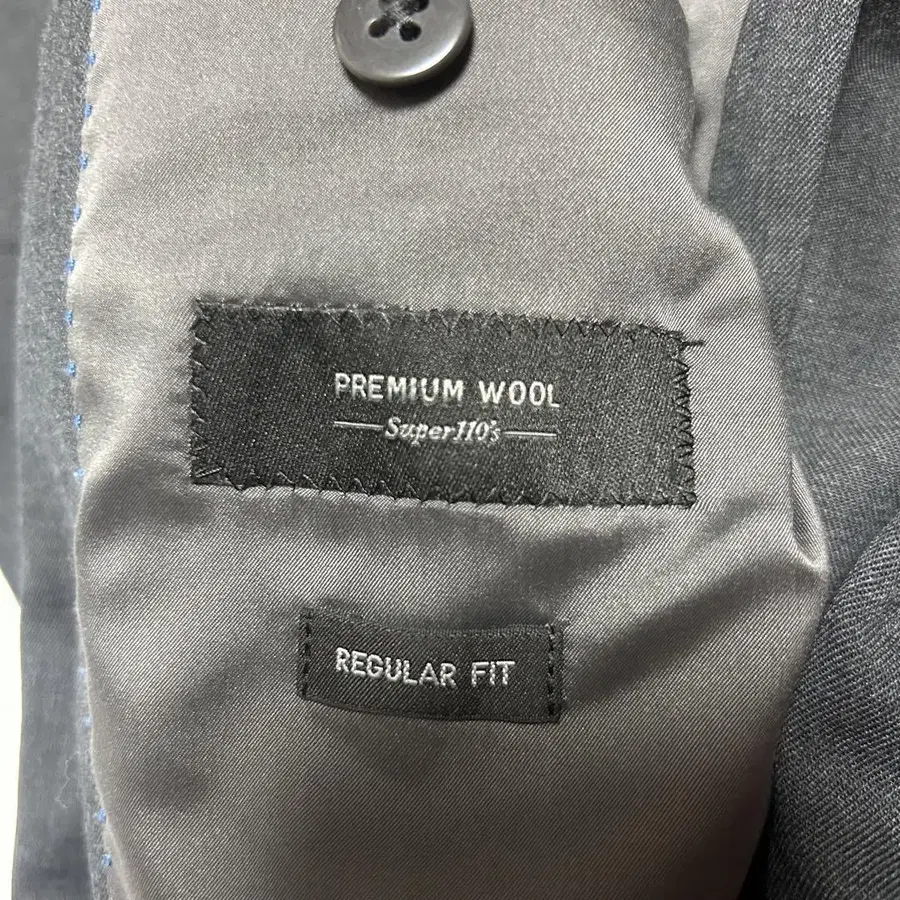 PREMIUM WOOL
Super110's
REGULAR FIT